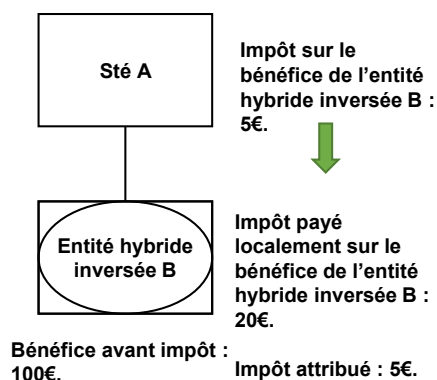 Sté A
Impôt sur le
bénéfice de l'entité
hybride inversée B :
5€.
Entité hybride
inversée B
Impôt payé
localement sur le
bénéfice de l'entité
hybride inversée B :
20€.
Bénéfice avant impôt :
100€.
Impôt attribué : 5€.